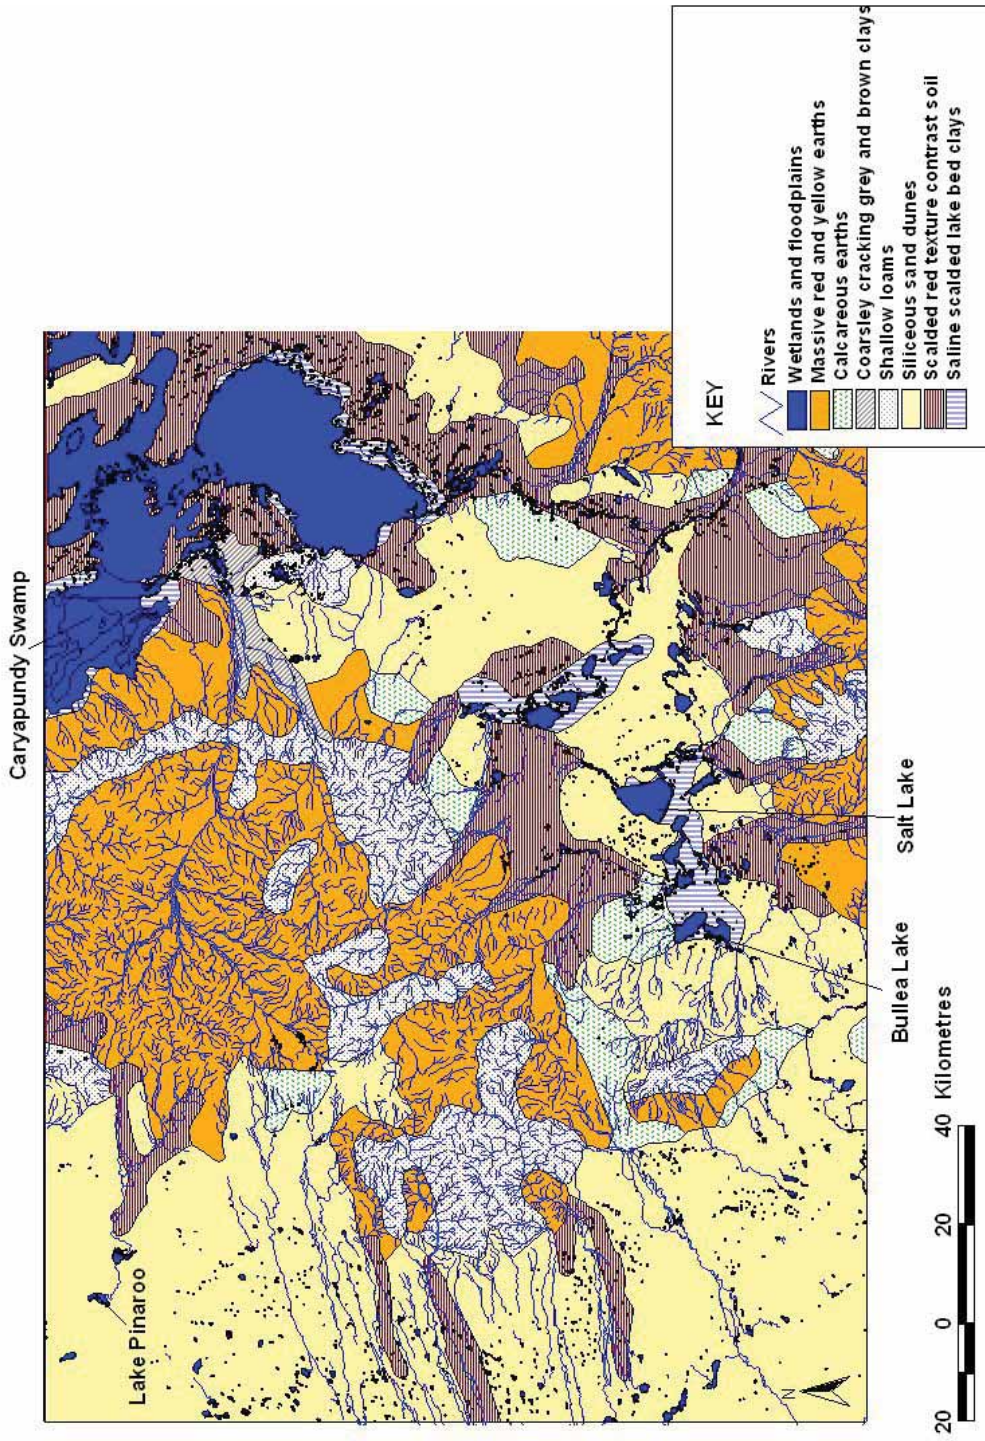 Caryapundy Swamp
Lake Pinaroo
N
Salt Lake
Bullea Lake
20 0 20 40 Kilometres
KEY
Rivers
Wetlands and floodplains
Massive red and yellow earths
Calcareous earths
Coarsley cracking grey and brown clays
Shallow loams
Siliceous sand dunes
Scalded red texture contrast soil
Saline scalded lake bed clays